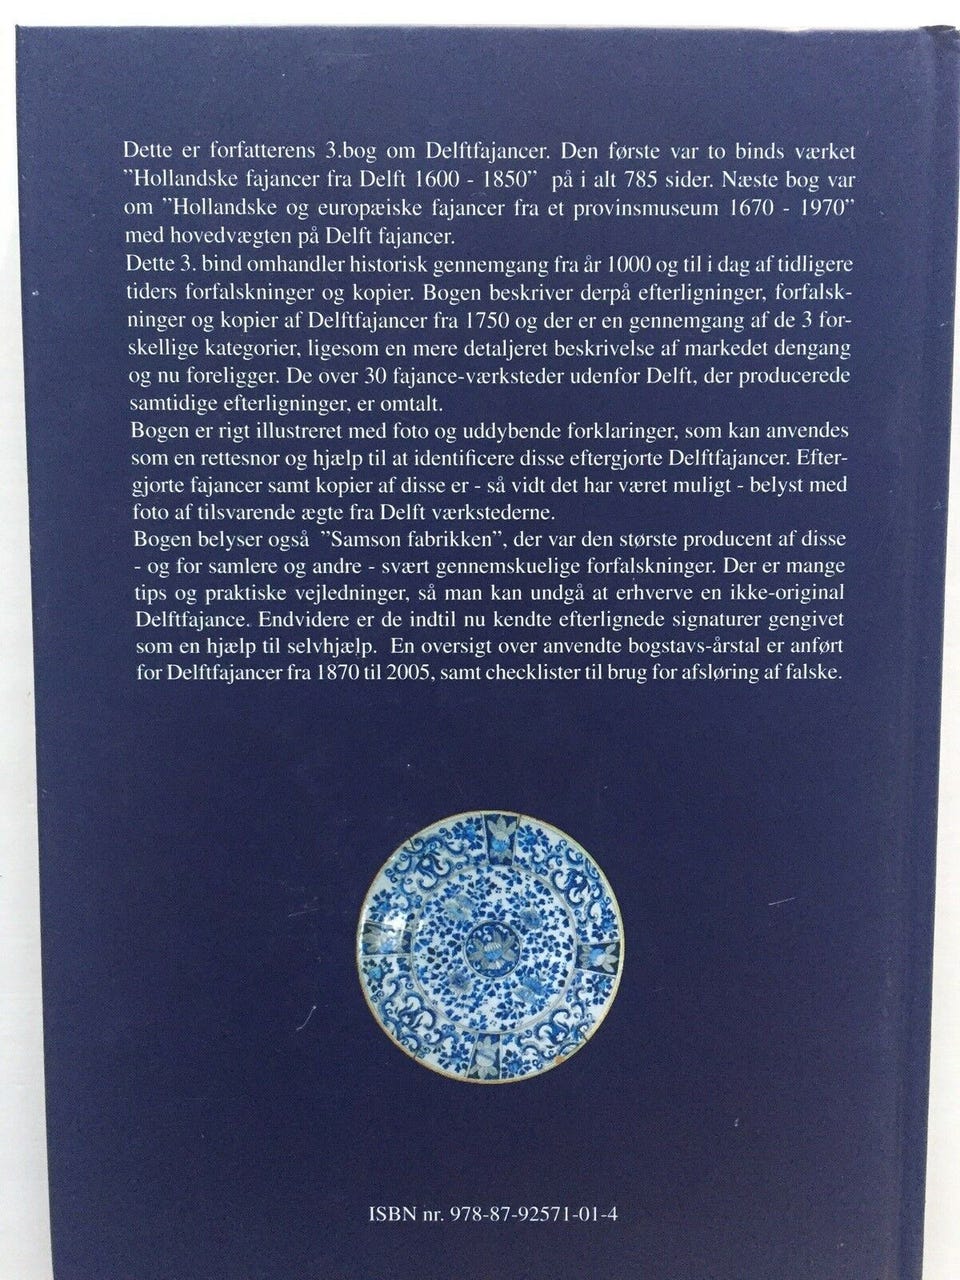 Dette er forfatterens 3.bog om Delftfajancer. Den første var to binds værket
”Hollandske fajancer fra Delft 1600 - 1850” på i alt 785 sider. Næste bog var
om ”Hollandske og europæiske fajancer fra et provinsmuseum 1670 - 1970”
med hovedvægten på Delft fajancer.
Dette 3. bind omhandler historisk gennemgang fra år 1000 og til i dag af tidligere
tiders forfalskninger og kopier. Bogen beskriver derpå efterligninger, forfalsk-
ninger og kopier af Delftfajancer fra 1750 og der er en gennemgang af de 3 for-
skellige kategorier, ligesom en mere detaljeret beskrivelse af markedet dengang
og nu foreligger. De over 30 fajance-værksteder udenfor Delft, der producerede
samtidige efterligninger, er omtalt.
Bogen er rigt illustreret med foto og uddybende forklaringer, som kan anvendes
som en rettesnor og hjælp til at identificere disse eftergjorte Delftfajancer. Efter-
gjorte fajancer samt kopier af disse er - så vidt det har været muligt - belyst med
foto af tilsvarende ægte fra Delft værkstederne.
Bogen belyser også ”Samson fabrikken”, der var den største producent af disse
- og for samlere og andre - svært gennemskuelige forfalskninger. Der er mange
tips og praktiske vejledninger, så man kan undgå at erhverve en ikke-original
Delftfajance. Endvidere er de indtil nu kendte efterlignede signaturer gengivet
som en hjælp til selvhjælp. En oversigt over anvendte bogstavs-årstal er anført
for Delftfajancer fra 1870 til 2005, samt checklister til brug for afsløring af falske.
ISBN nr. 978-87-92571-01-4